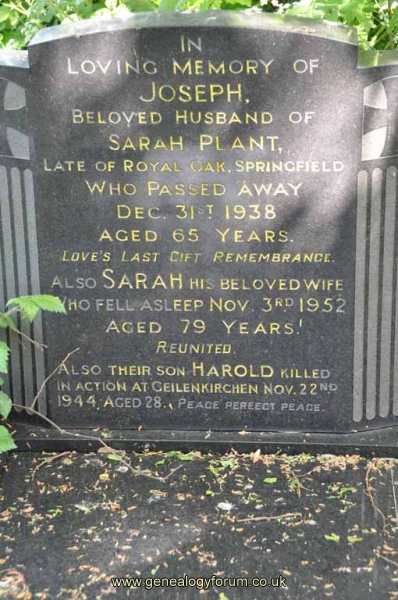 IN
LOVING MEMORY OF
JOSEPH,
BELOVED HUSBAND OF
SARAH PLANT,
LATE OF ROYAL OAK, SPRINGFIELD
WHO PASSED AWAY
DEC. 31ST 1938
AGED 65 YEARS.
LOVE'S LAST GIFT REMEMBRANCE.
ALSO SARAH HIS BELOVED WIFE
WHO FELL ASLEEP NOV. 3RD 1952
AGED 79 YEARS.
REUNITED.
ALSO THEIR SON HAROLD KILLED
IN ACTION AT GEILENKIRCHEN NOV. 22ND
1944, AGED 28., PEACE PERFECT PEACE.
www.genealogyforum.co.uk